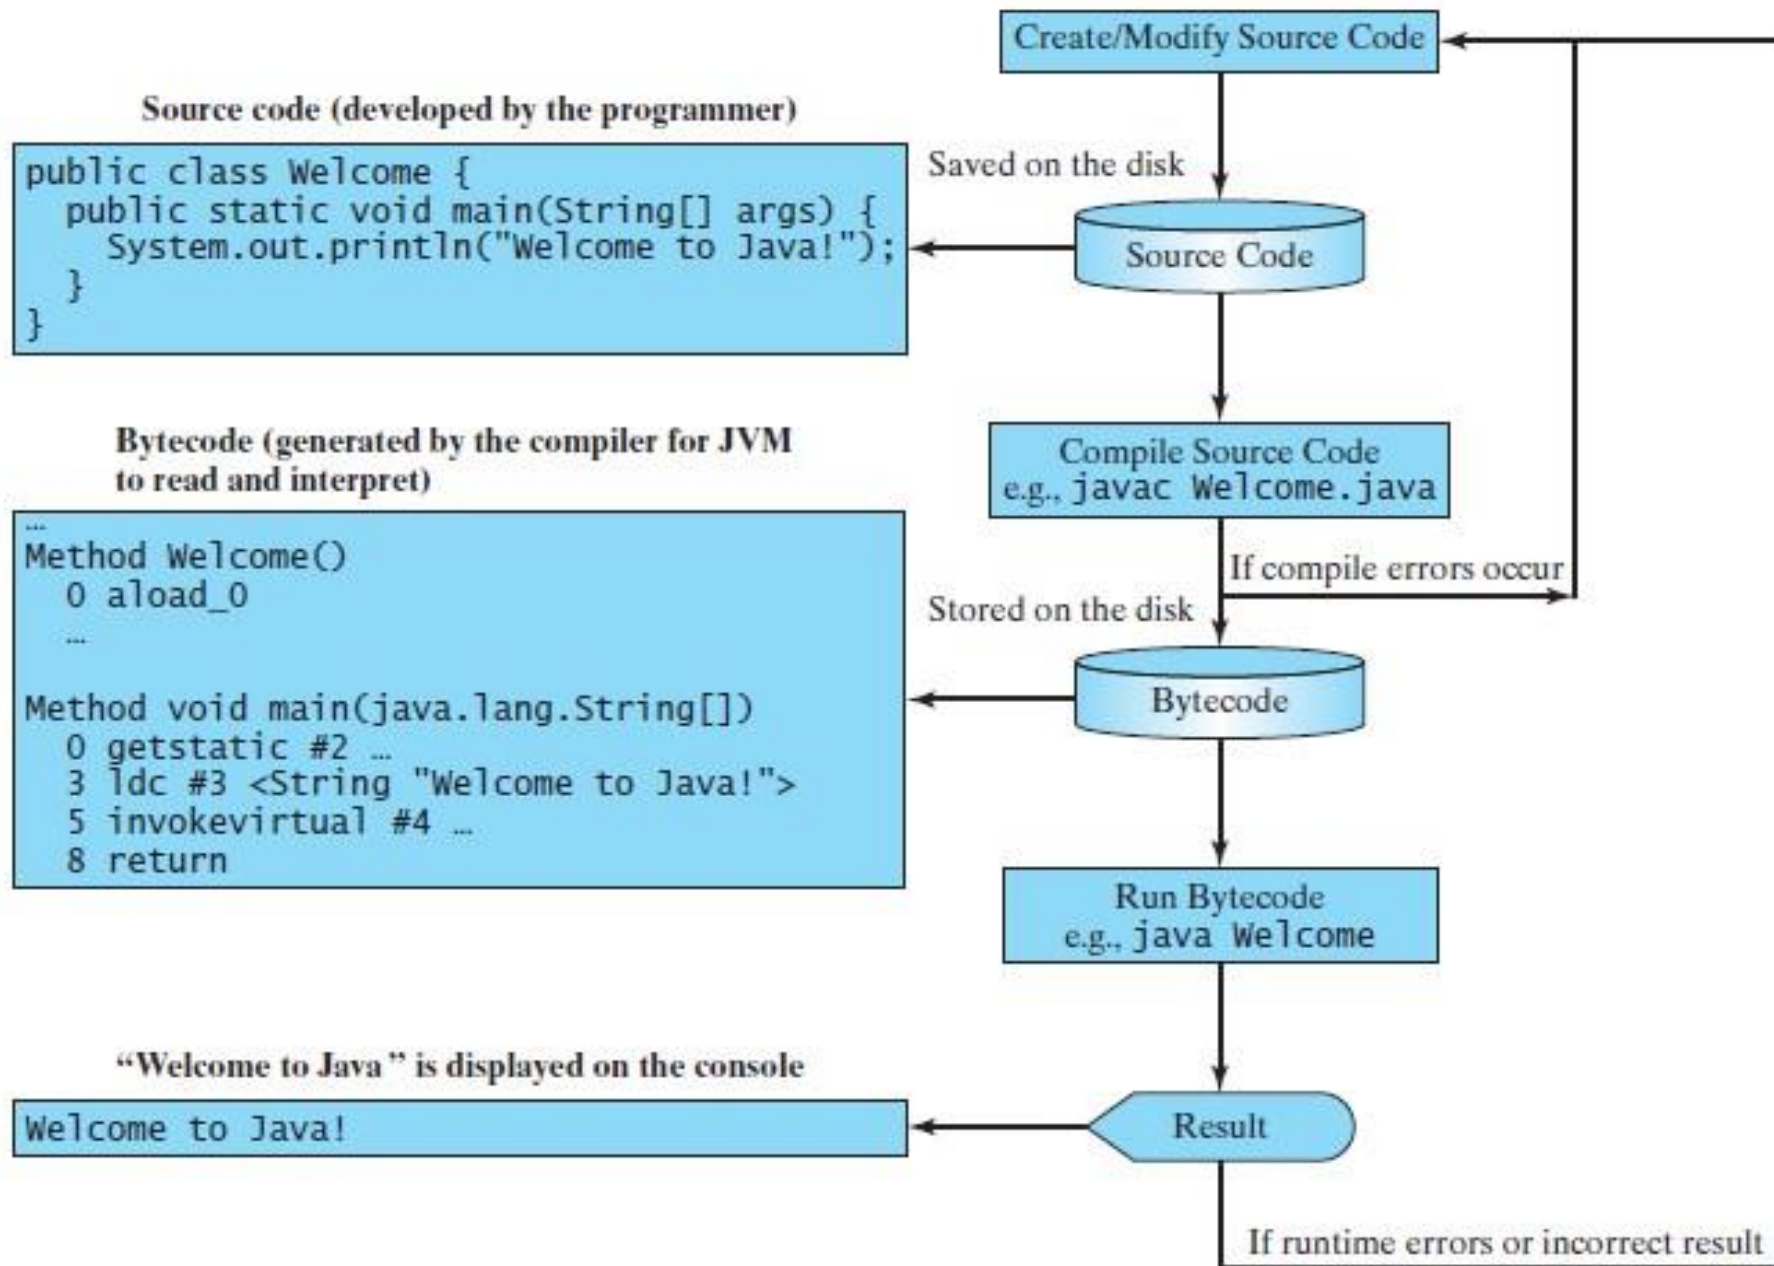 Create/Modify Source Code
Source code (developed by the programmer)
public class Welcome {
  public static void main(String[] args) {
    System.out.println("Welcome to Java!");
  }
}
Saved on the disk
Source Code
Compile Source Code
e.g., javac Welcome.java
If compile errors occur
Bytecode (generated by the compiler for JVM
to read and interpret)
…
Method Welcome()
  0 aload_0
  …
Method void main(java.lang.String[])
  0 getstatic #2 …
  3 ldc #3 <String "Welcome to Java!">
  5 invokevirtual #4 …
  8 return
Stored on the disk
Bytecode
Run Bytecode
e.g., java Welcome
“Welcome to Java” is displayed on the console
Welcome to Java!
Result
If runtime errors or incorrect result